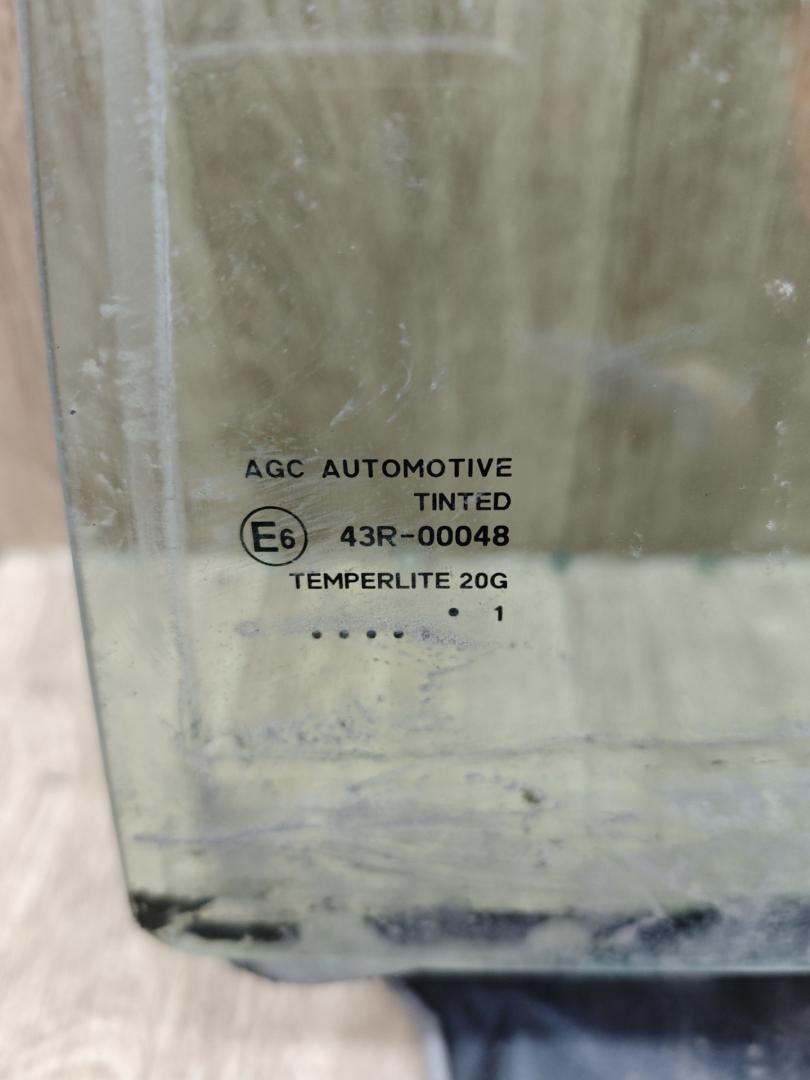 AGC AUTOMOTIVE
TINTED
E6 43R-00048
TEMPERLITE 20G
• 1
• • • •